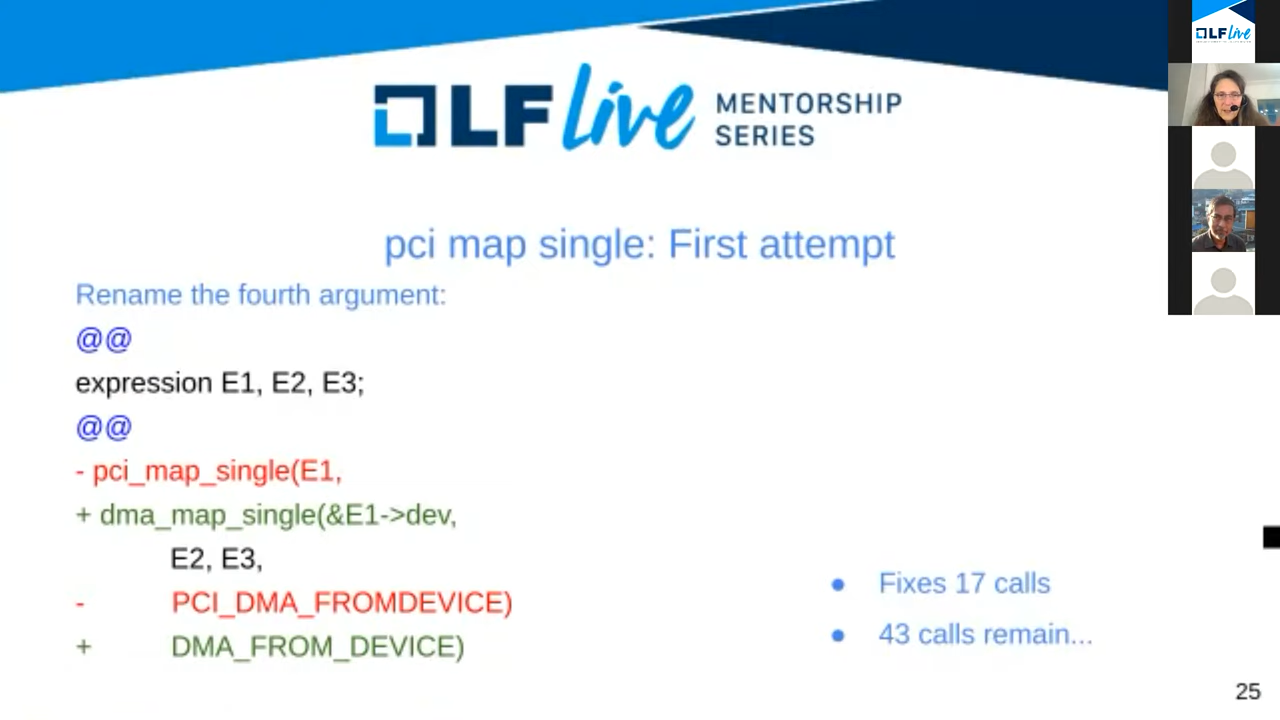 LF live MENTORSHIP
SERIES
LF live
pci map single: First attempt
Rename the fourth argument:
@@
expression E1, E2, E3;
@@
- pci_map_single(E1,
+ dma_map_single(&E1->dev,
E2, E3,
- PCI_DMA_FROMDEVICE)
+ DMA_FROM_DEVICE)
● Fixes 17 calls
● 43 calls remain...
25